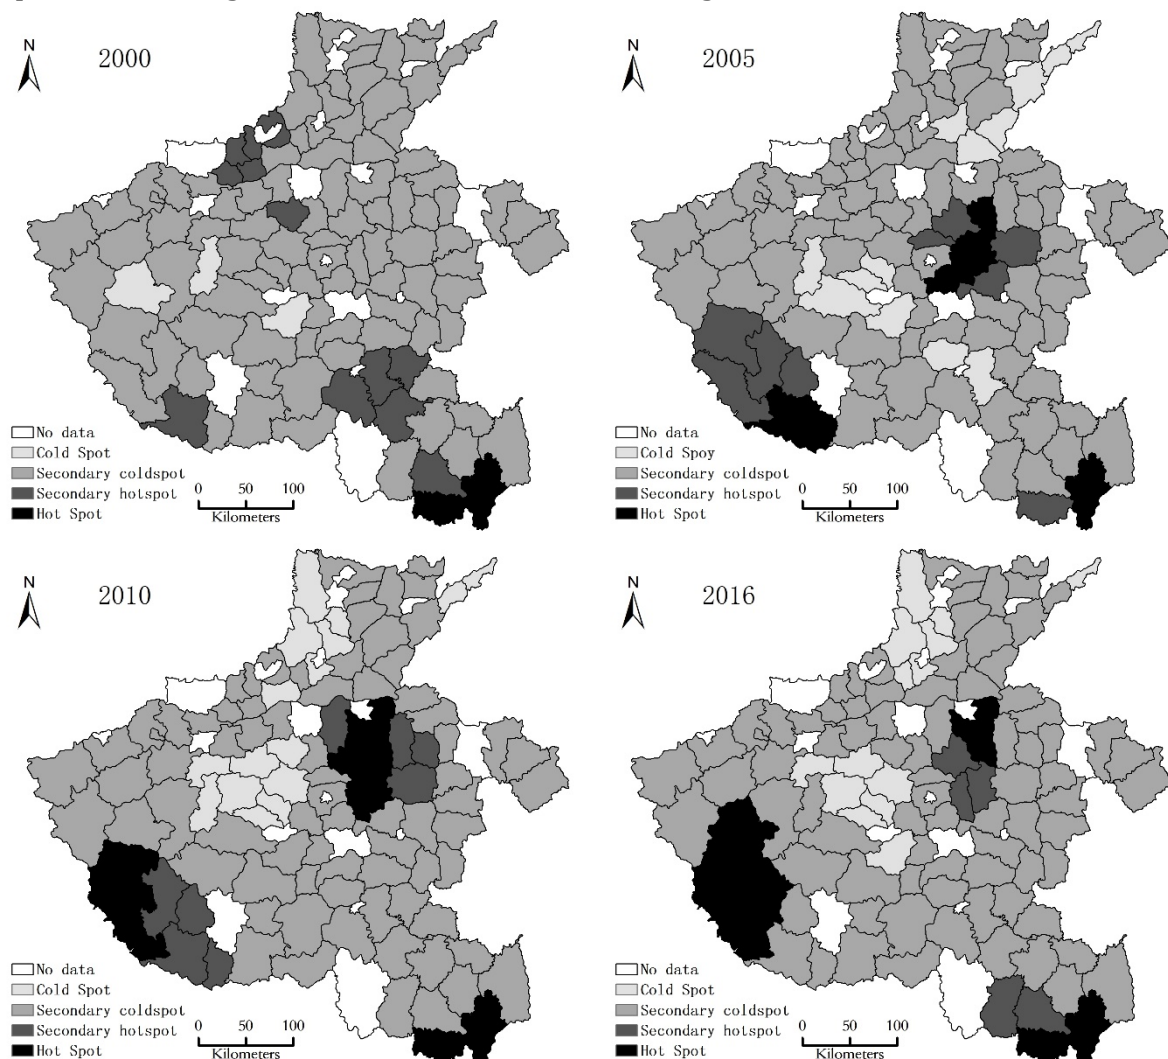 N
2000
No data
Cold Spot
Secondary coldspot
Secondary hotspot
Hot Spot
0 50 100
Kilometers
N
2005
No data
Cold Spoy
Secondary coldspot
Secondary hotspot
Hot Spot
0 50 100
Kilometers
N
2010
No data
Cold Spot
Secondary coldspot
Secondary hotspot
Hot Spot
0 50 100
Kilometers
N
2016
No data
Cold Spot
Secondary coldspot
Secondary hotspot
Hot Spot
0 50 100
Kilometers